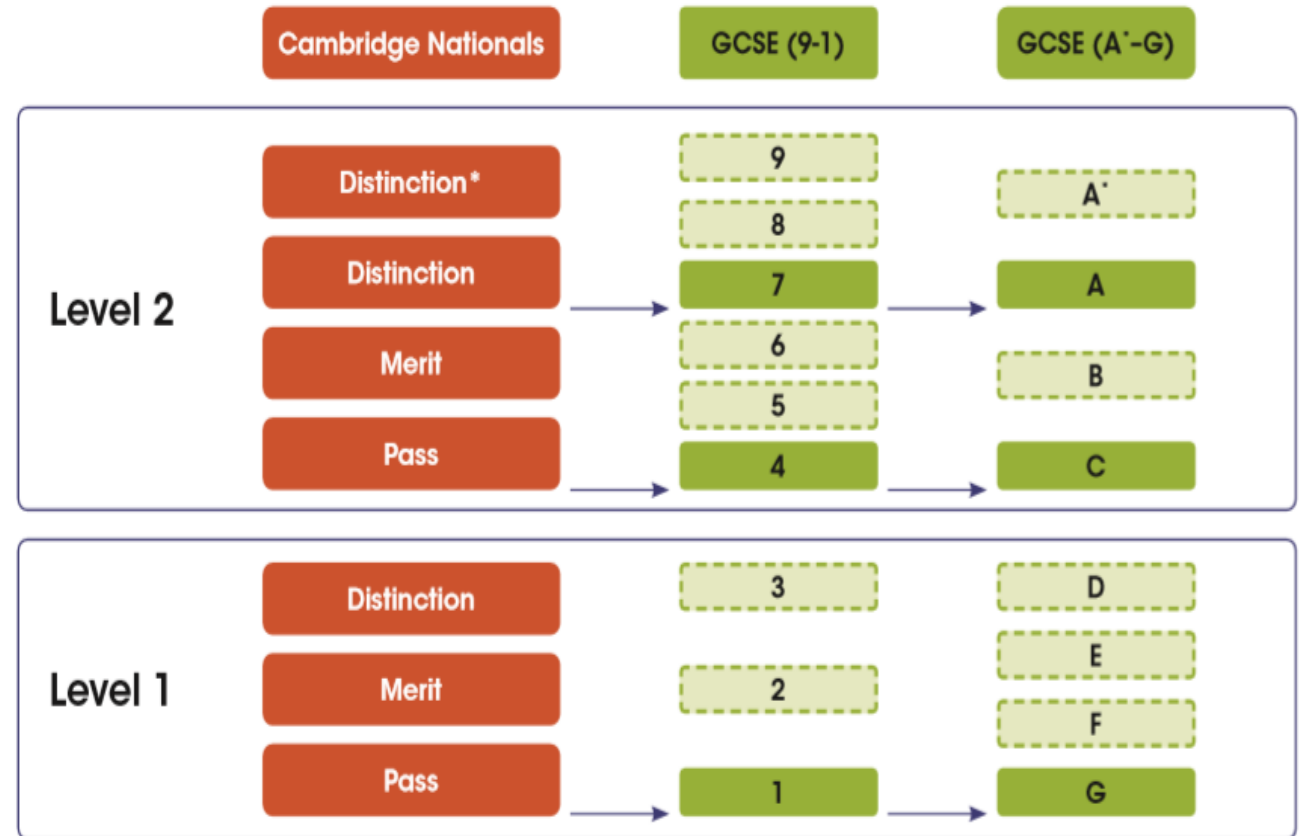 Cambridge Nationals
GCSE (9-1)
GCSE (A*-G)
Level 2
Distinction*
Distinction
Merit
Pass
9
8
7
6
5
4
A*
A
B
C
Level 1
Distinction
Merit
Pass
3
2
1
D
E
F
G